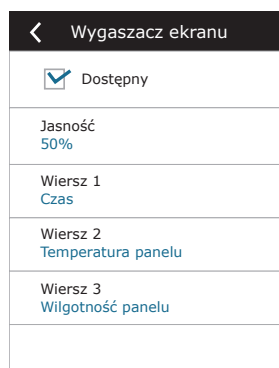 Wygaszacz ekranu
Dostępny
Jasność
50%
Wiersz 1
Czas
Wiersz 2
Temperatura panelu
Wiersz 3
Wilgotność panelu